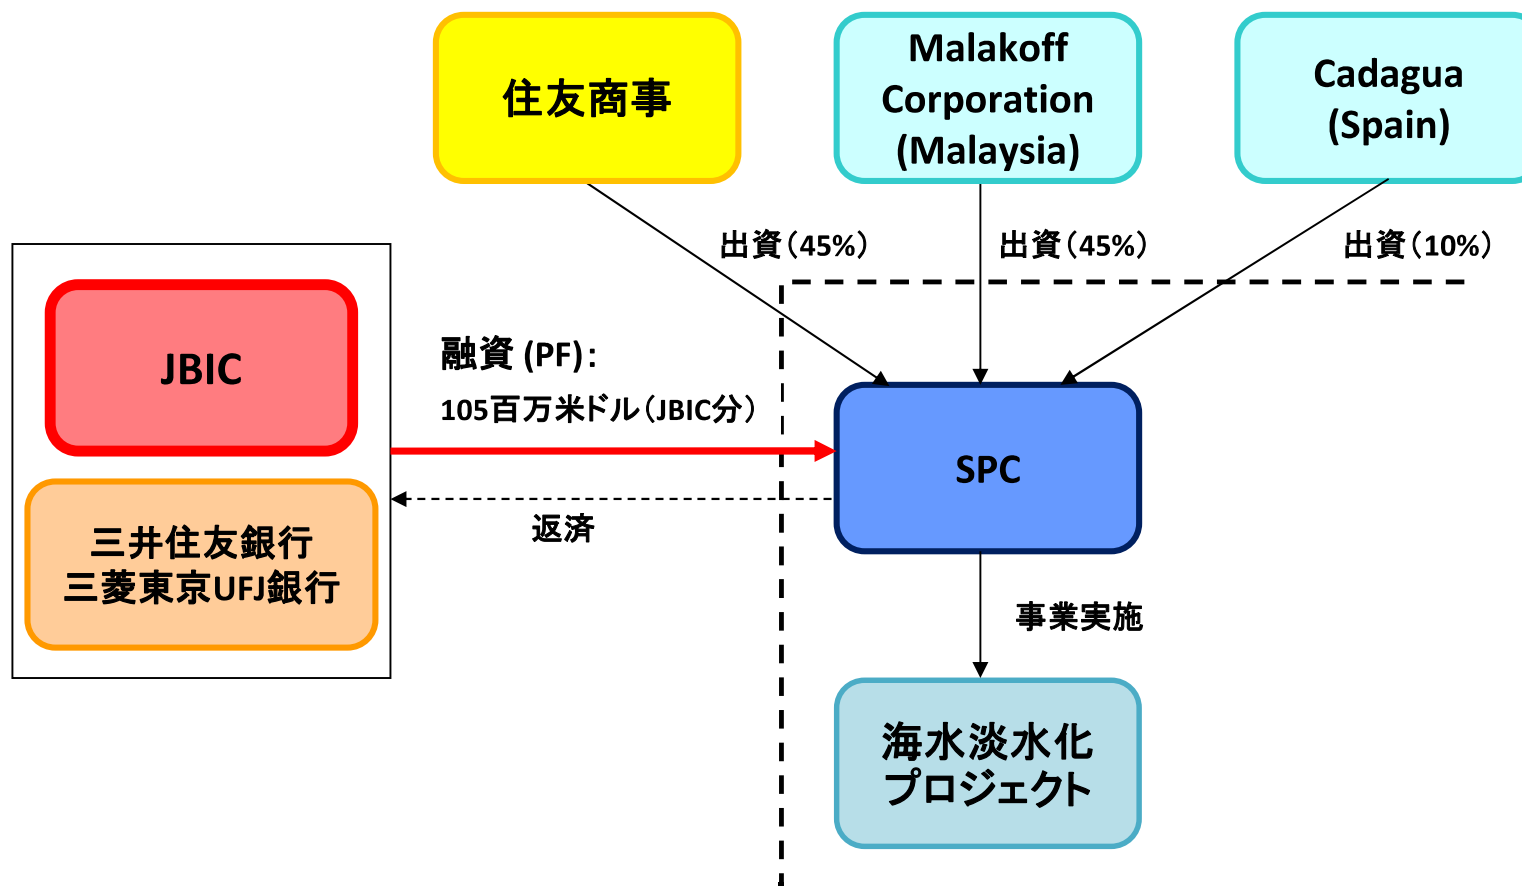 住友商事
Malakoff
Corporation
(Malaysia)
Cadagua
(Spain)
出資（45%）
出資（45%）
出資（10%）
JBIC
融資 (PF)：
105百万米ドル（JBIC分）
SPC
返済
三井住友銀行
三菱東京UFJ銀行
事業実施
海水淡水化
プロジェクト